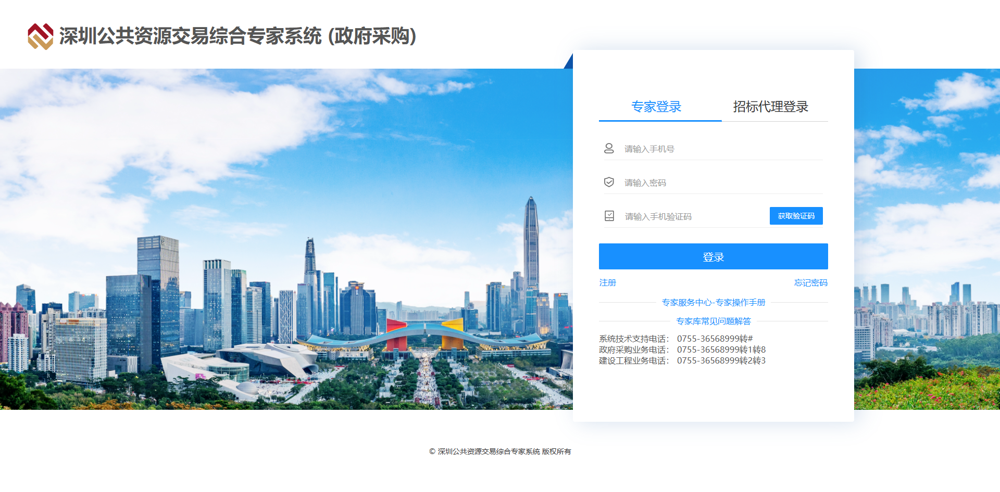 深圳公共资源交易综合专家系统 (政府采购)
专家登录
招标代理登录
请输入手机号
请输入密码
请输入手机验证码
获取验证码
登录
注册
忘记密码
专家服务中心-专家操作手册
专家库常见问题解答
系统技术支持电话： 0755-36568999转#
政府采购业务电话： 0755-36568999转1转8
建设工程业务电话： 0755-36568999转2转3
© 深圳公共资源交易综合专家系统 版权所有